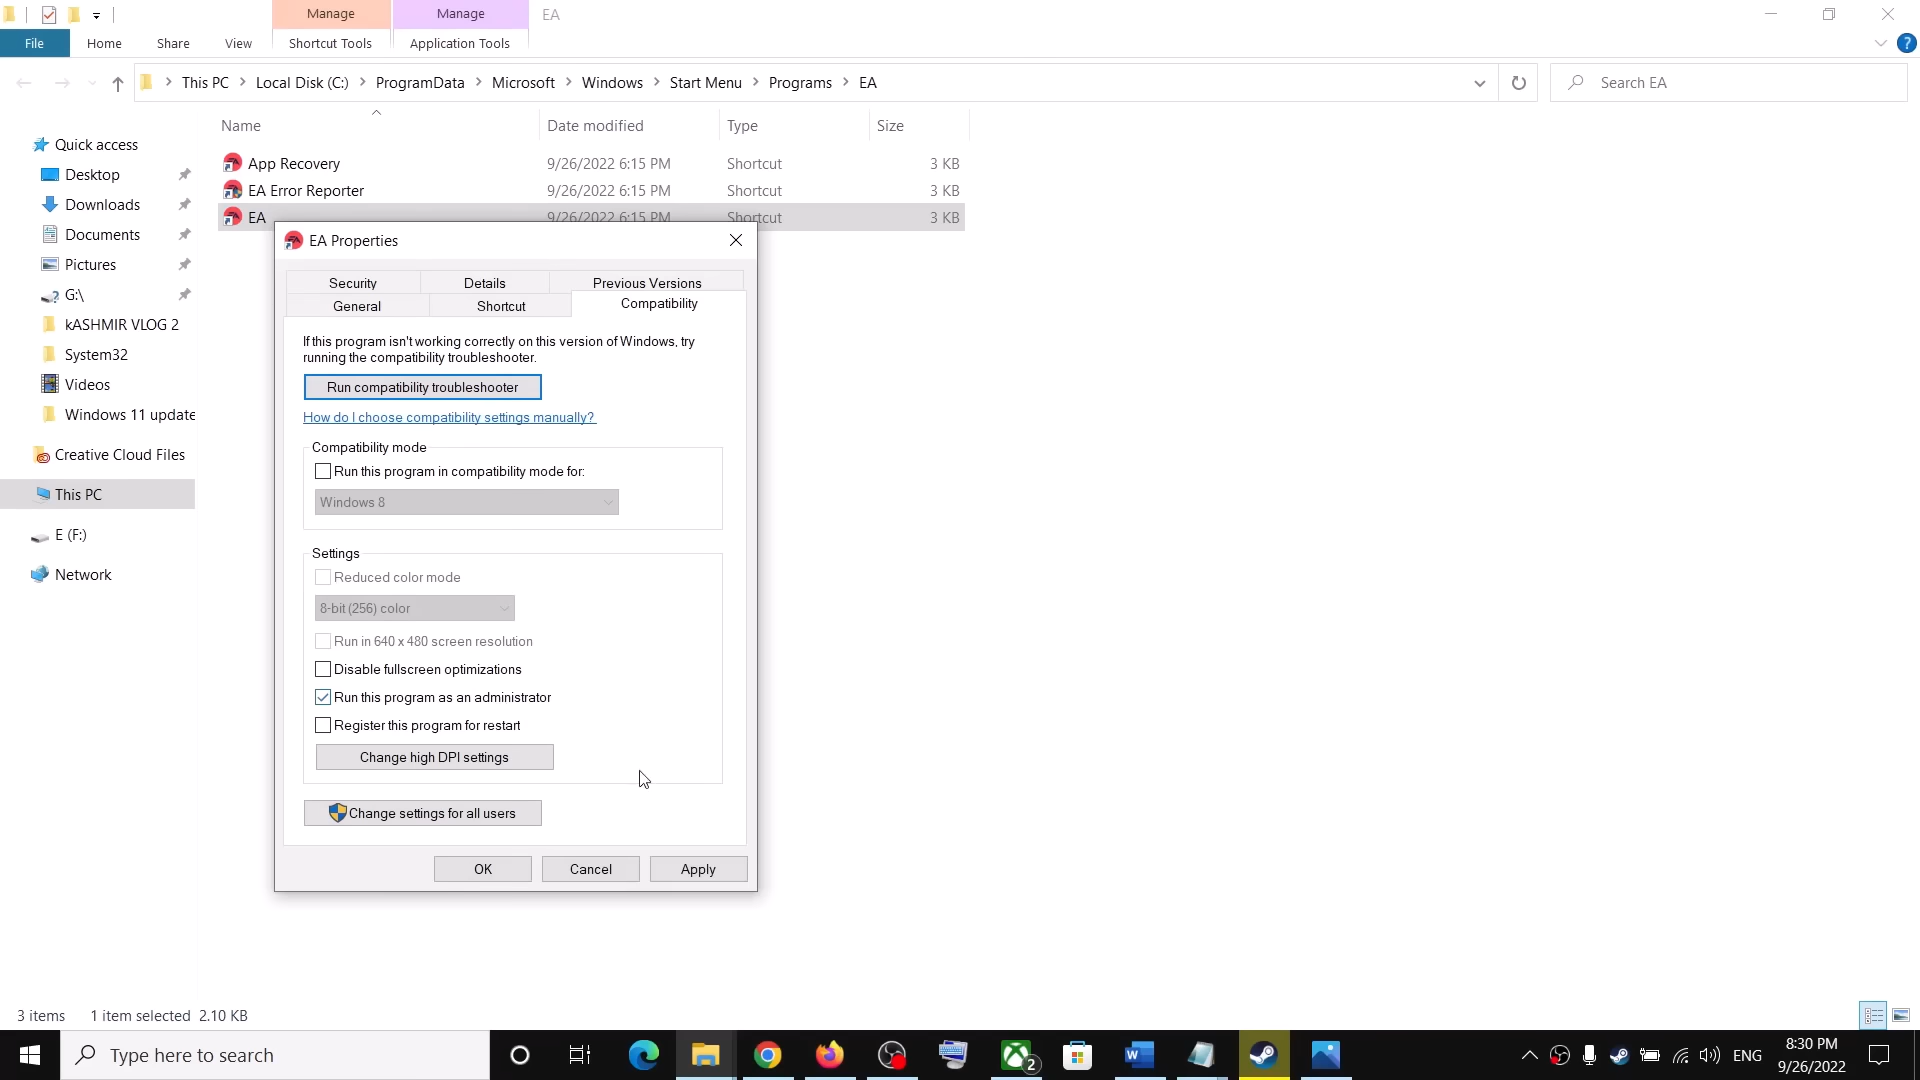 Manage
Manage
EA
File
Home
Share
View
Shortcut Tools
Application Tools
This PC
Local Disk (C:)
ProgramData
Microsoft
Windows
Start Menu
Programs
EA
Search EA
Name
Date modified
Type
Size
Quick access
Desktop
Downloads
Documents
Pictures
G:\
kASHMIR VLOG 2
System32
Videos
Windows 11 update
Creative Cloud Files
This PC
E (F:)
Network
App Recovery
9/26/2022 6:15 PM
Shortcut
3 KB
EA Error Reporter
9/26/2022 6:15 PM
Shortcut
3 KB
EA
9/26/2022 6:15 PM
Shortcut
3 KB
EA Properties
Security
Details
Previous Versions
General
Shortcut
Compatibility
If this program isn't working correctly on this version of Windows, try
running the compatibility troubleshooter.
Run compatibility troubleshooter
How do I choose compatibility settings manually?
Compatibility mode
Run this program in compatibility mode for:
Windows 8
Settings
Reduced color mode
8-bit (256) color
Run in 640 x 480 screen resolution
Disable fullscreen optimizations
Run this program as an administrator
Register this program for restart
Change high DPI settings
Change settings for all users
OK
Cancel
Apply
3 items
1 item selected 2.10 KB
Type here to search
2
ENG
8:30 PM
9/26/2022